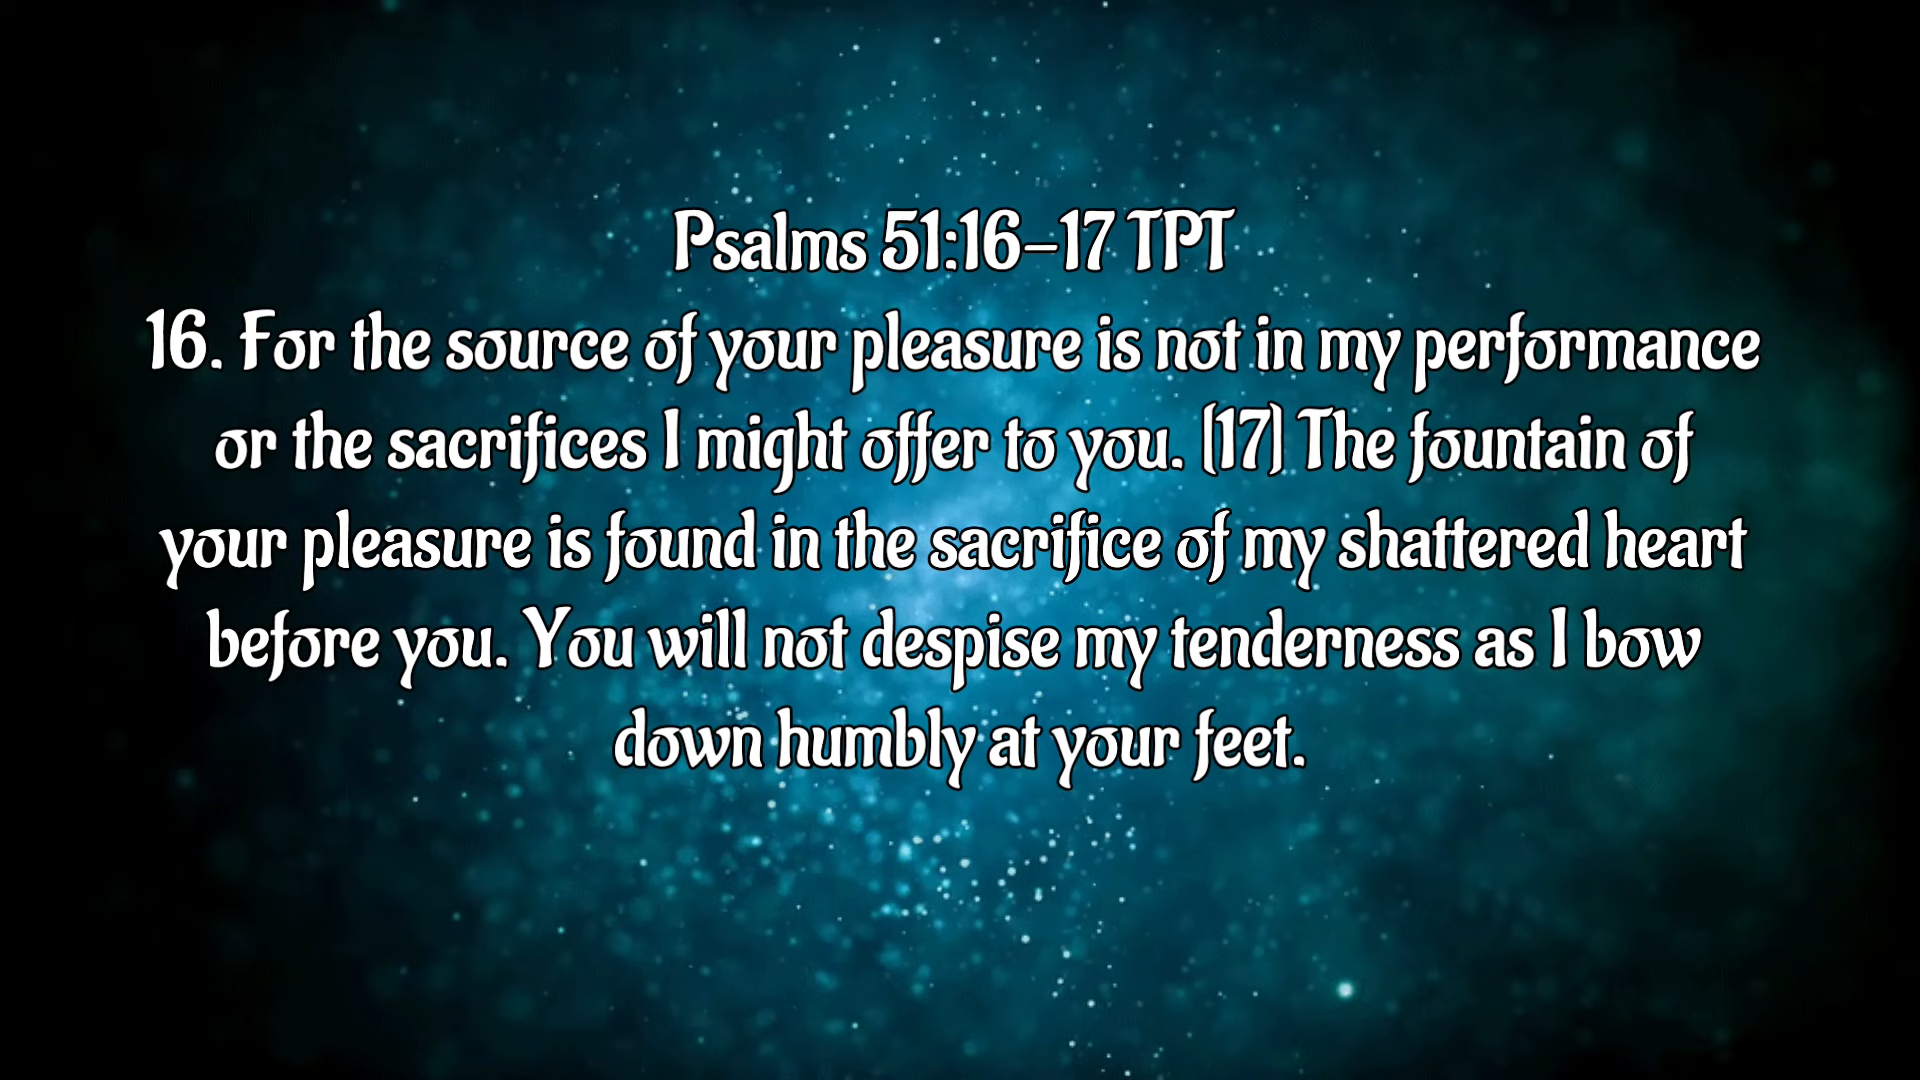 Psalms 51:16–17 TPT
16. For the source of your pleasure is not in my performance
or the sacrifices I might offer to you. [17] The fountain of
your pleasure is found in the sacrifice of my shattered heart
before you. You will not despise my tenderness as I bow
down humbly at your feet.